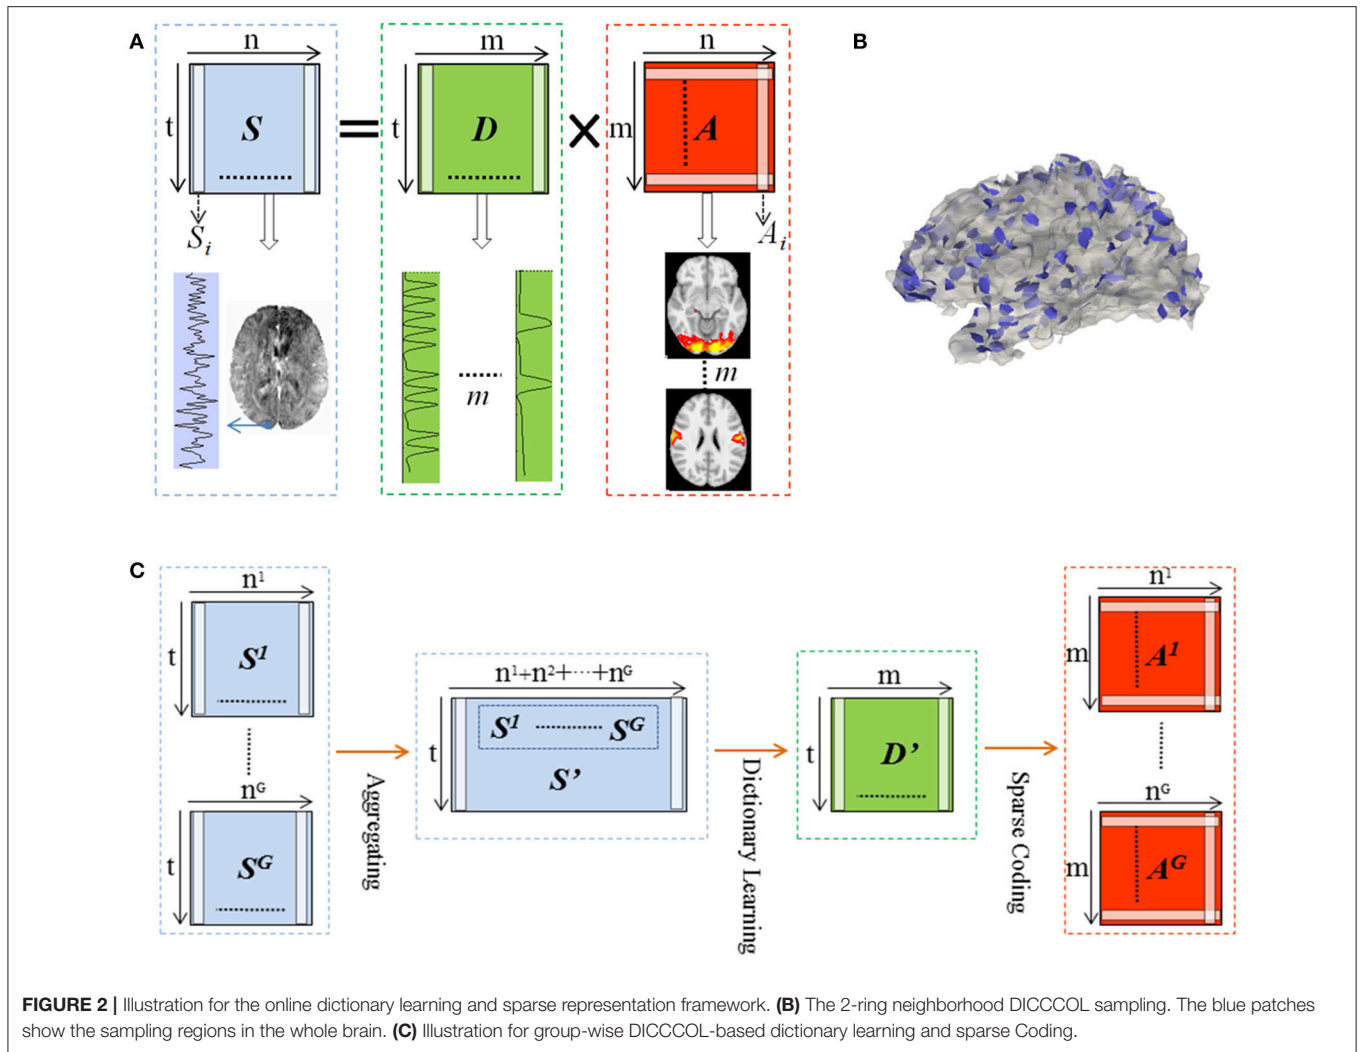 A
n
m
n
B
t
S
=
t
D
×
m
A
S_i
A_i
m
m
C
n¹
n¹
t
S¹
n¹+n²+⋯+nᴳ
m
m
A¹
t
S¹ S^G
S’
t
D’
nᴳ
nᴳ
t
S^G
m
A^G
Aggregating
Dictionary Learning
Sparse Coding
FIGURE 2 | Illustration for the online dictionary learning and sparse representation framework. (B) The 2-ring neighborhood DICCCOL sampling. The blue patches
show the sampling regions in the whole brain. (C) Illustration for group-wise DICCCOL-based dictionary learning and sparse Coding.